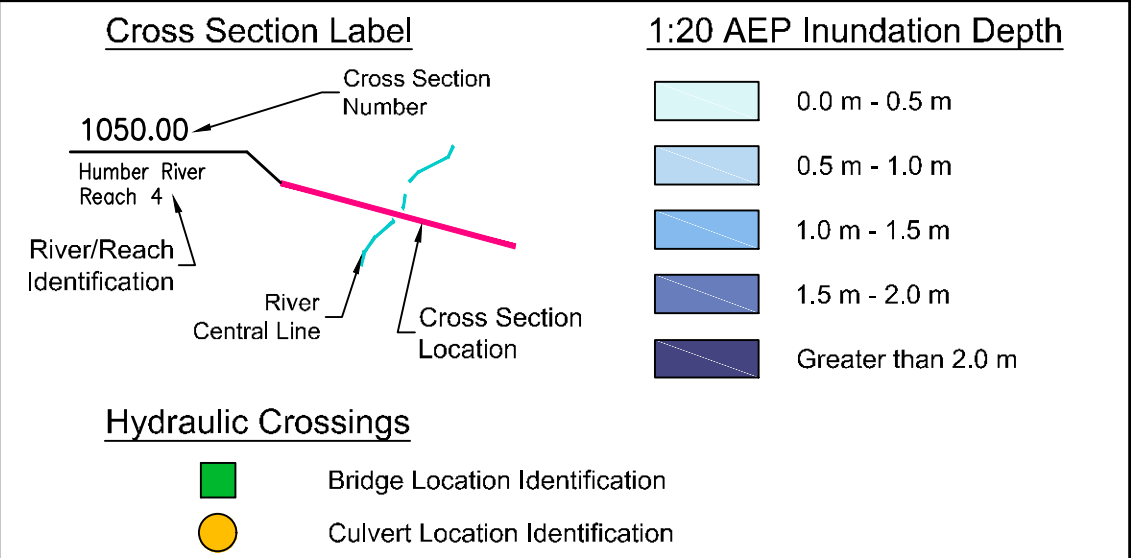 Cross Section Label
Cross Section
Number
1050.00
Humber River
Reach 4
River/Reach
Identification
River
Central Line
Cross Section
Location
1:20 AEP Inundation Depth
0.0 m - 0.5 m
0.5 m - 1.0 m
1.0 m - 1.5 m
1.5 m - 2.0 m
Greater than 2.0 m
Hydraulic Crossings
Bridge Location Identification
Culvert Location Identification